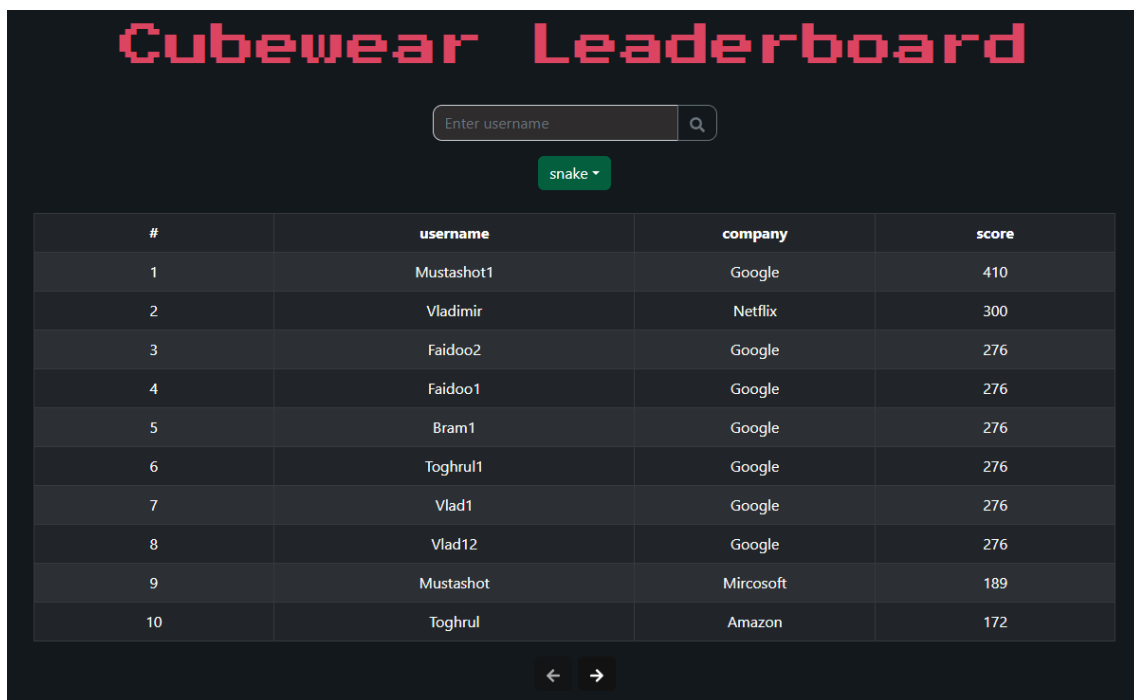 Cubewear Leaderboard
Enter username
snake
# username company score
1 Mustashot1 Google 410
2 Vladimir Netflix 300
3 Faidoo2 Google 276
4 Faidoo1 Google 276
5 Bram1 Google 276
6 Toghrul1 Google 276
7 Vlad1 Google 276
8 Vlad12 Google 276
9 Mustashot Mircosoft 189
10 Toghrul Amazon 172